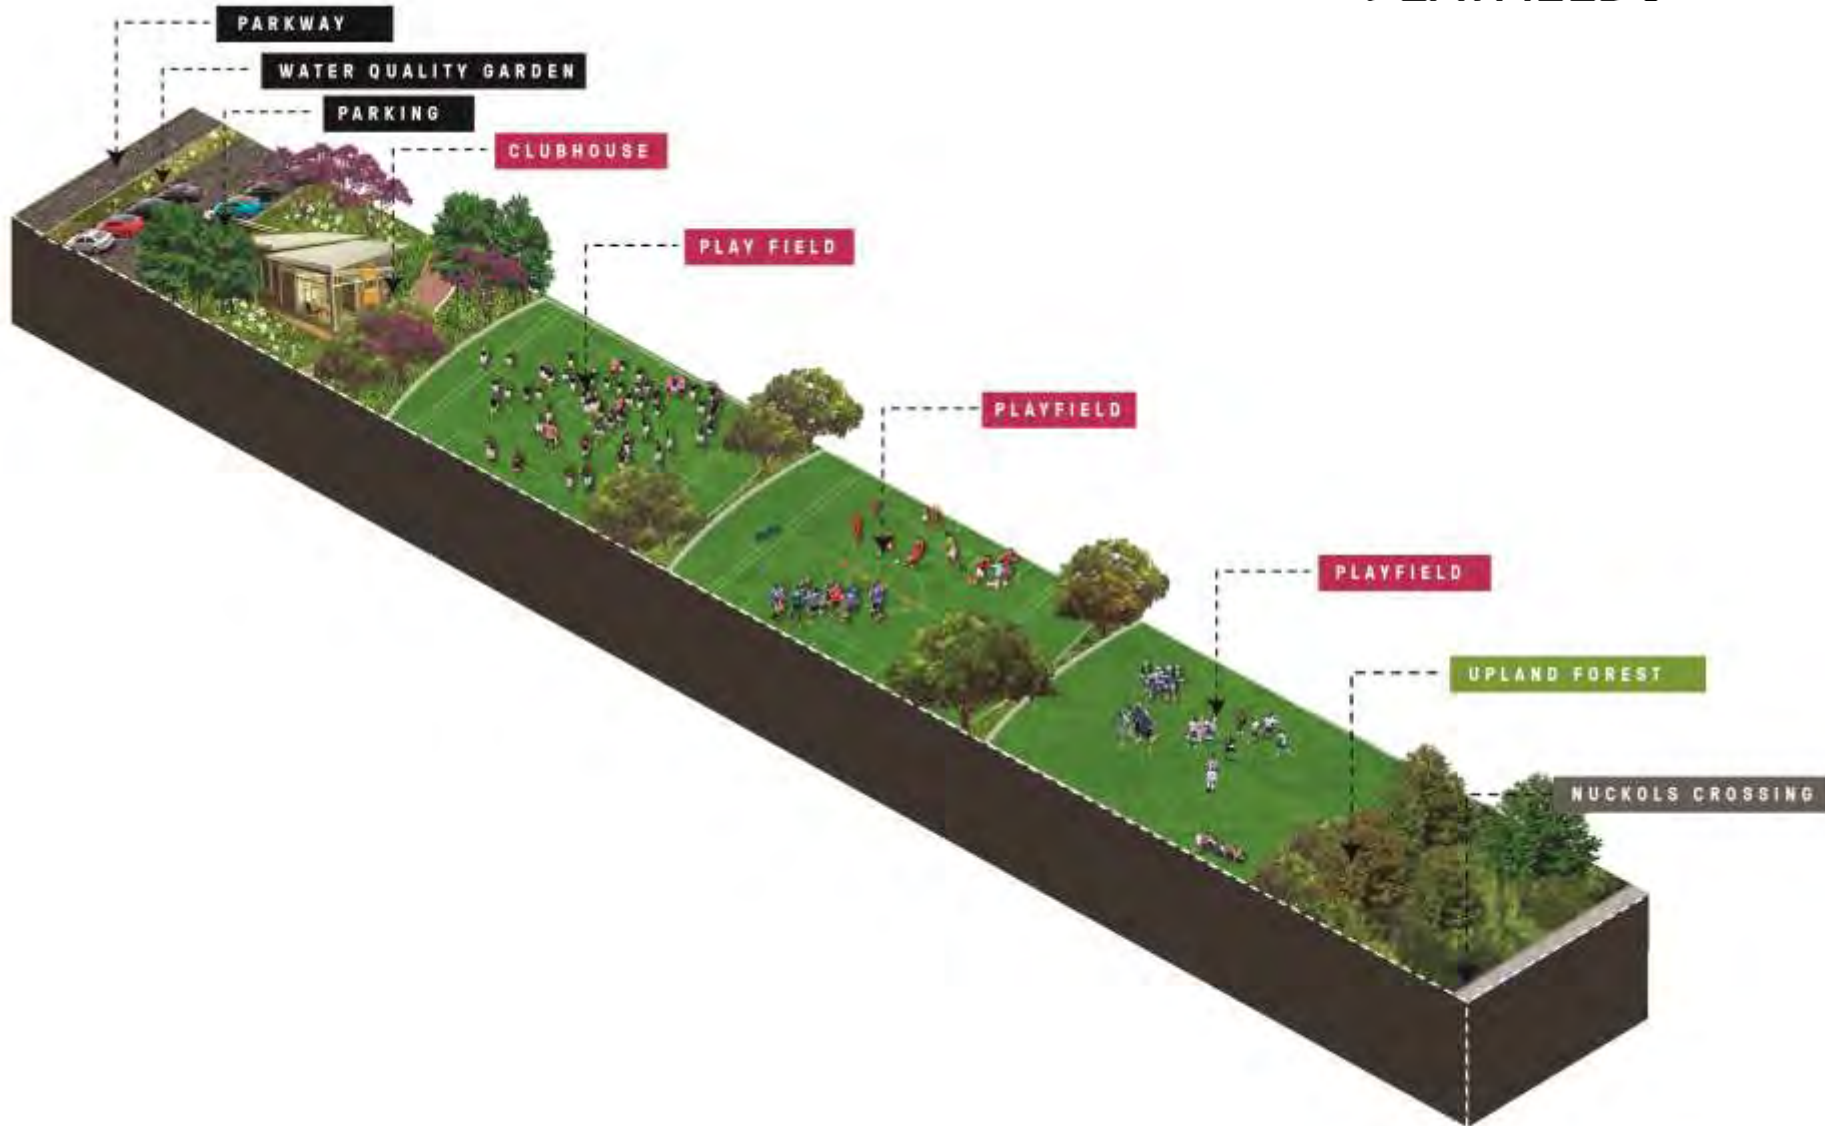 PARKWAY
WATER QUALITY GARDEN
PARKING
CLUBHOUSE
PLAY FIELD
PLAYFIELD
PLAYFIELD
UPLAND FOREST
NUCKOLS CROSSING